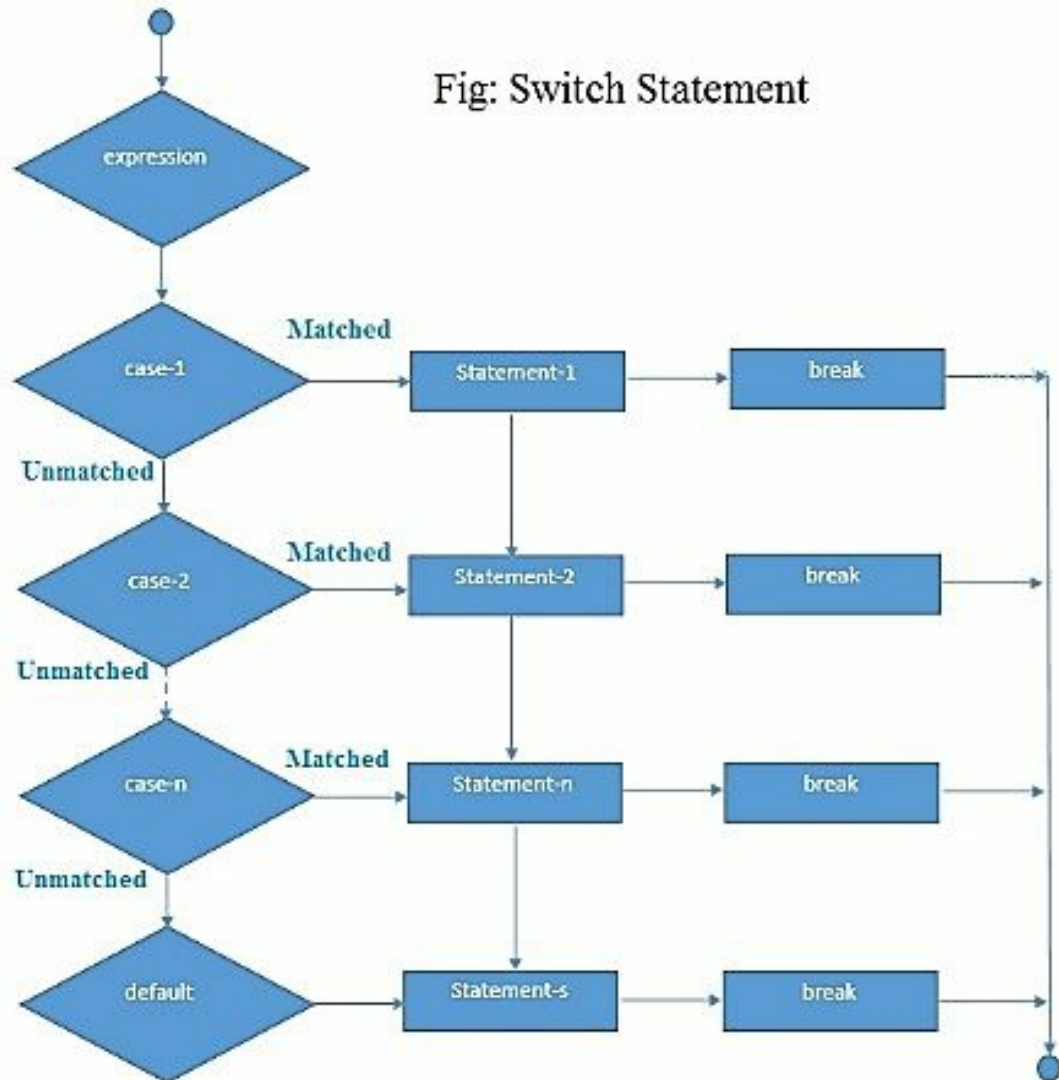 Fig: Switch Statement
expression
Matched
case-1
Statement-1
break
Unmatched
Matched
case-2
Statement-2
break
Unmatched
Matched
case-n
Statement-n
break
Unmatched
default
Statement-s
break